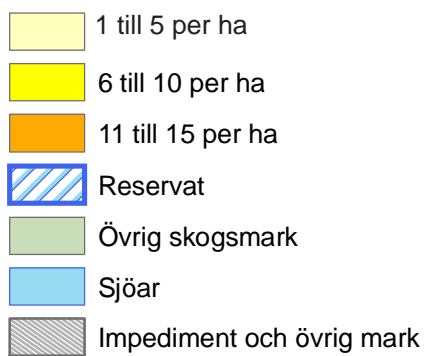 1 till 5 per ha
6 till 10 per ha
11 till 15 per ha
Reservat
Övrig skogsmark
Sjöar
Impediment och övrig mark